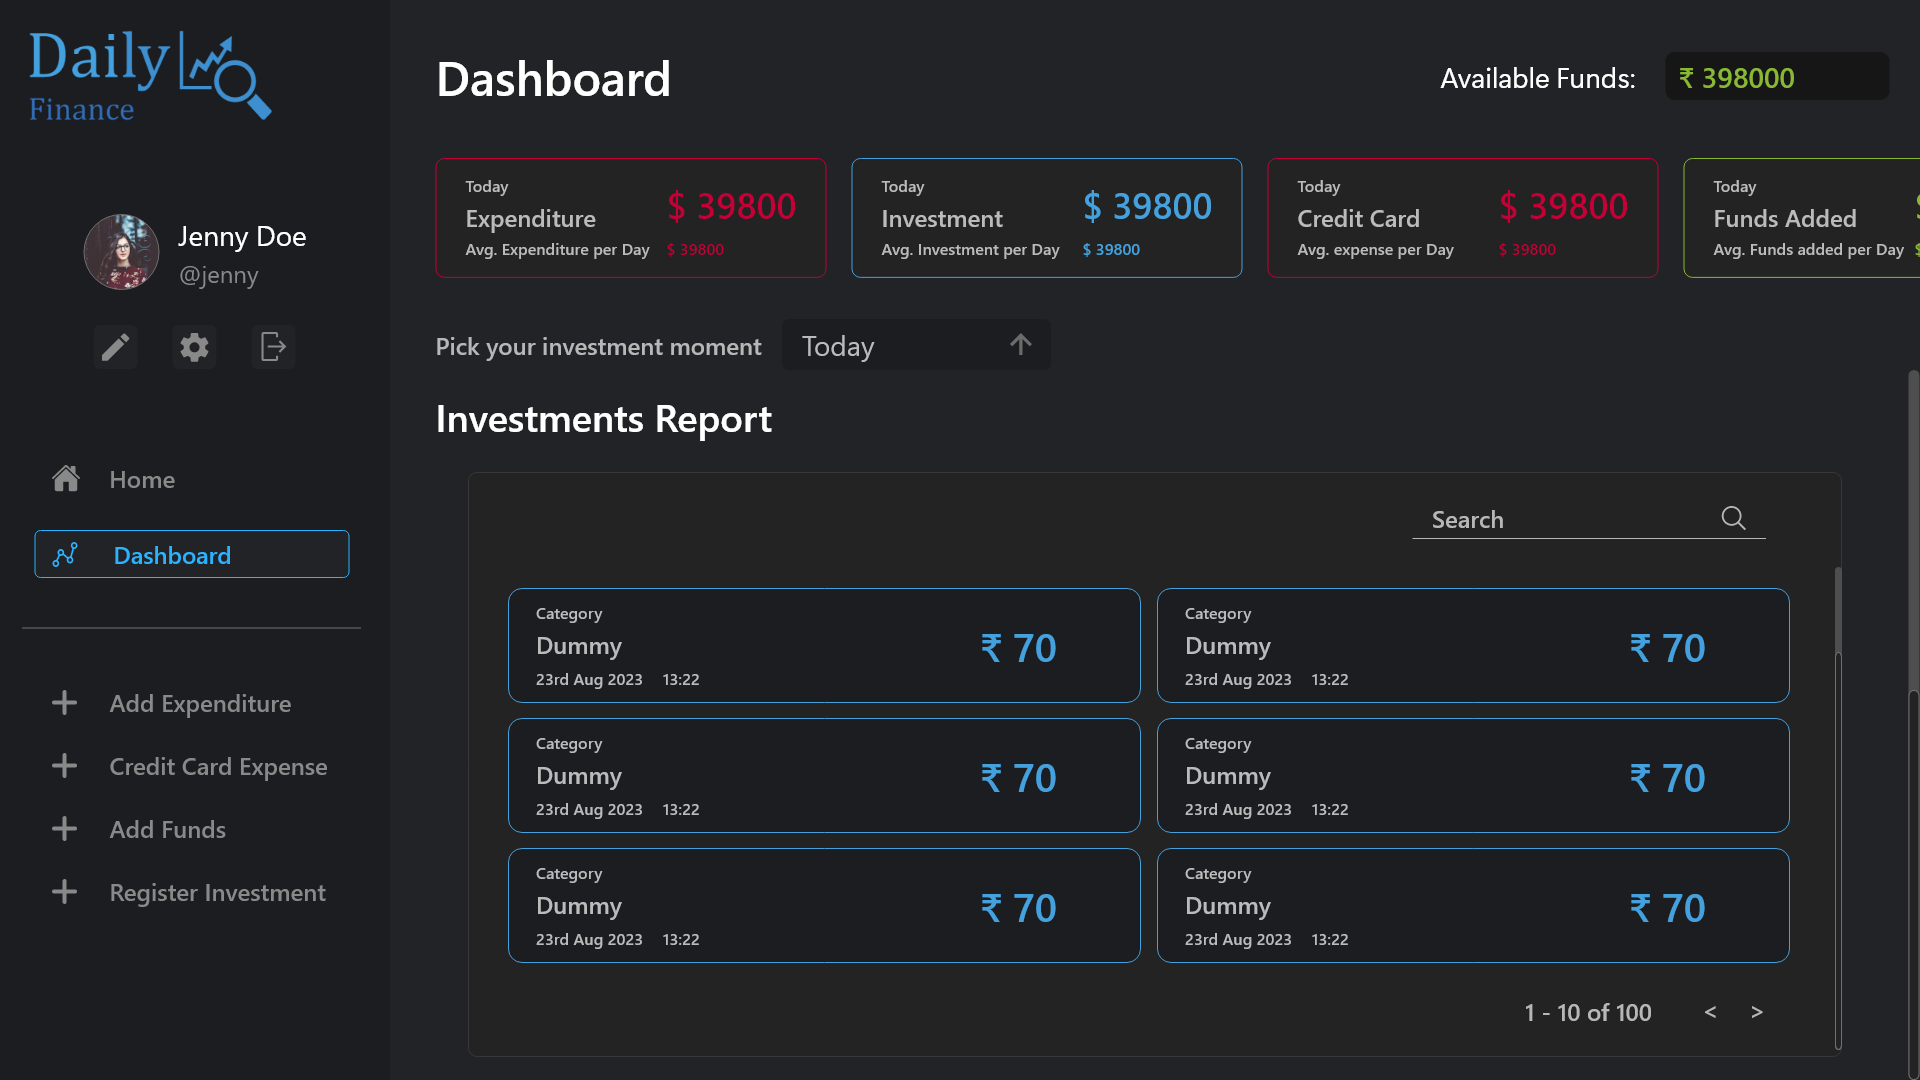 Daily
Finance
Jenny Doe
@jenny
Home
Dashboard
Add Expenditure
Credit Card Expense
Add Funds
Register Investment
Dashboard
Available Funds: ₹ 398000
Today
Expenditure $ 39800
Avg. Expenditure per Day $ 39800
Today
Investment $ 39800
Avg. Investment per Day $ 39800
Today
Credit Card $ 39800
Avg. expense per Day $ 39800
Today
Funds Added
Avg. Funds added per Day
Pick your investment moment Today
Investments Report
Search
Category
Dummy ₹ 70
23rd Aug 2023 13:22
Category
Dummy ₹ 70
23rd Aug 2023 13:22
Category
Dummy ₹ 70
23rd Aug 2023 13:22
Category
Dummy ₹ 70
23rd Aug 2023 13:22
Category
Dummy ₹ 70
23rd Aug 2023 13:22
Category
Dummy ₹ 70
23rd Aug 2023 13:22
1 - 10 of 100 < >